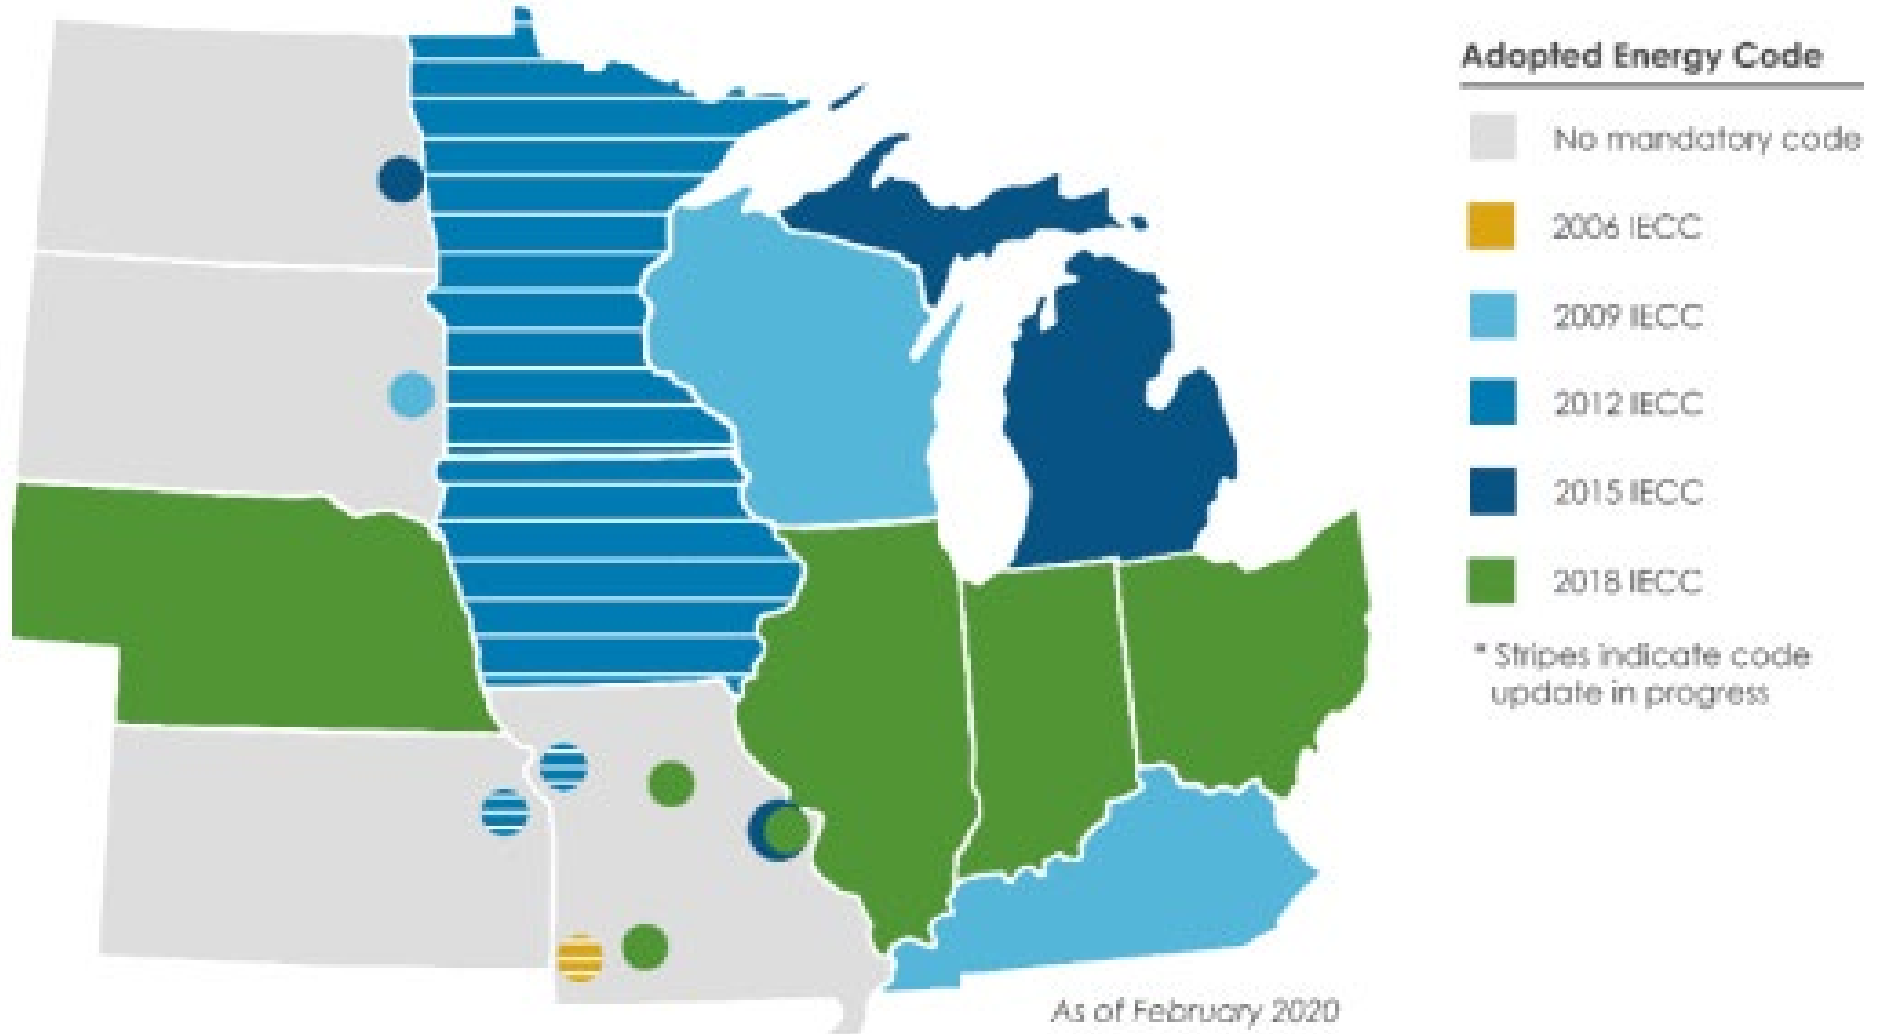 Adopted Energy Code
No mandatory code
2006 IECC
2009 IECC
2012 IECC
2015 IECC
2018 IECC
* Stripes indicate code
update in progress
As of February 2020